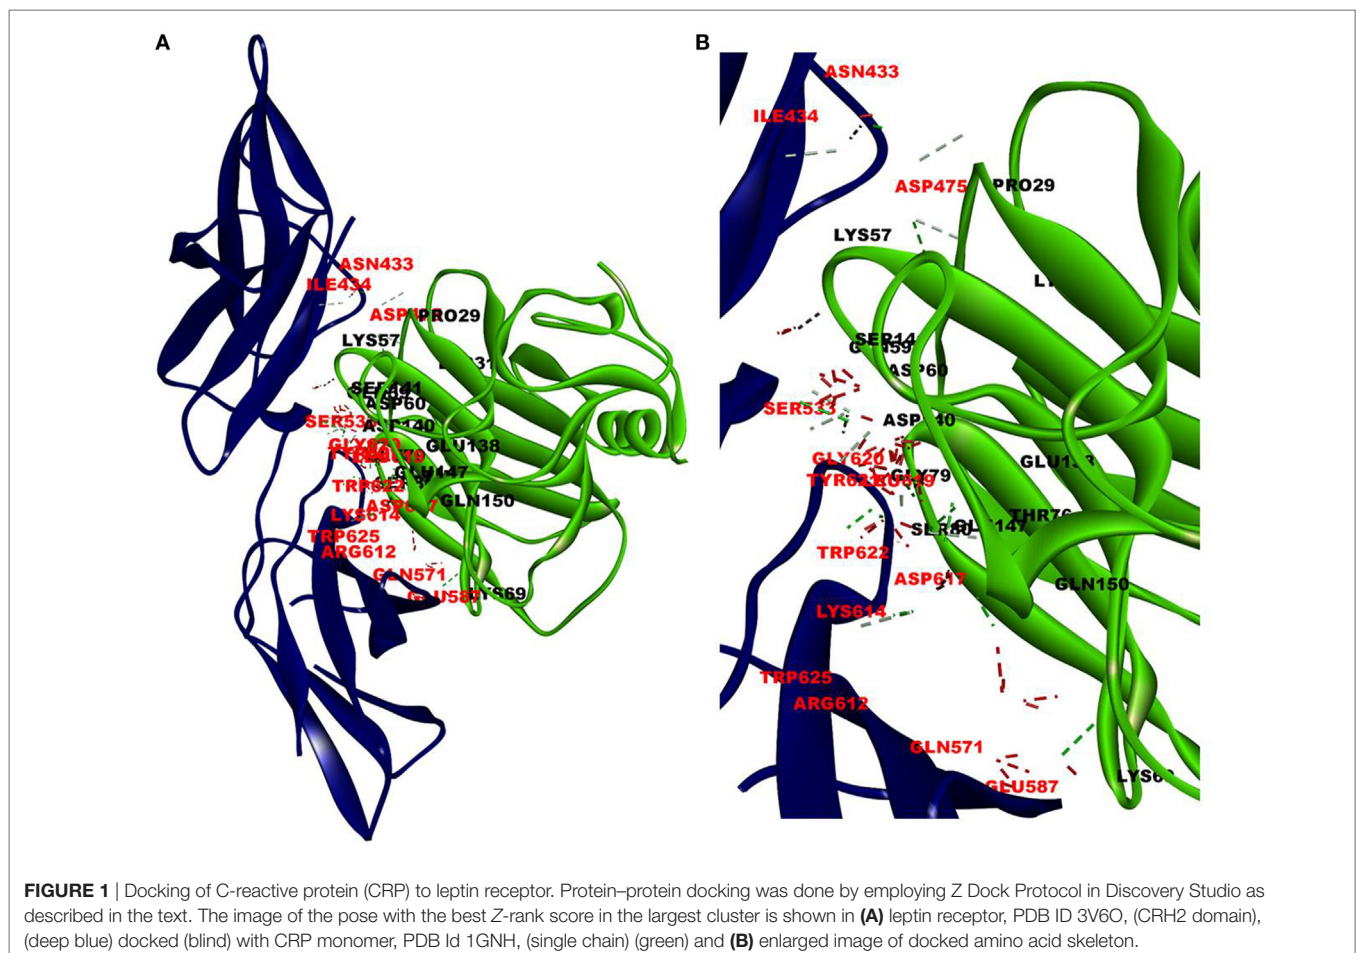 A
ASN433
ILE434
PRO29
LYS57
ASP60
GLU138
TRP622
GLN150
LYS614
TRP625
ARG612
GLN571
GLU587
B
ASN433
ILE434
ASP475
PRO29
LYS57
ASP60
SER533
GLY620
GLY79
TRP622
ASP617
GLN150
LYS614
TRP625
ARG612
GLN571
GLU587
FIGURE 1 | Docking of C-reactive protein (CRP) to leptin receptor. Protein–protein docking was done by employing Z Dock Protocol in Discovery Studio as
described in the text. The image of the pose with the best Z-rank score in the largest cluster is shown in (A) leptin receptor, PDB ID 3V6O, (CRH2 domain),
(deep blue) docked (blind) with CRP monomer, PDB Id 1GNH, (single chain) (green) and (B) enlarged image of docked amino acid skeleton.